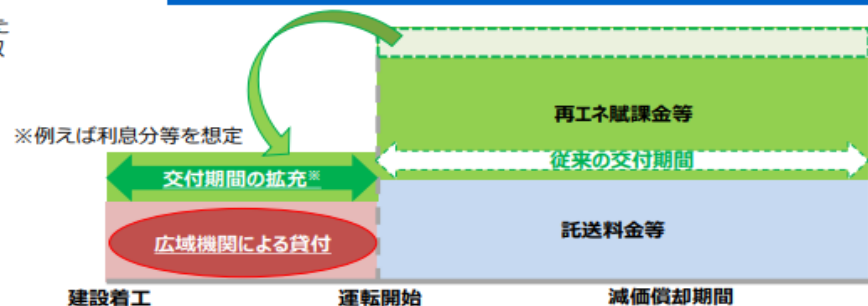 ※例えば利息分等を想定
再エネ賦課金等
従来の交付期間
交付期間の拡充※
広域機関による貸付
託送料金等
建設着工
運転開始
減価償却期間